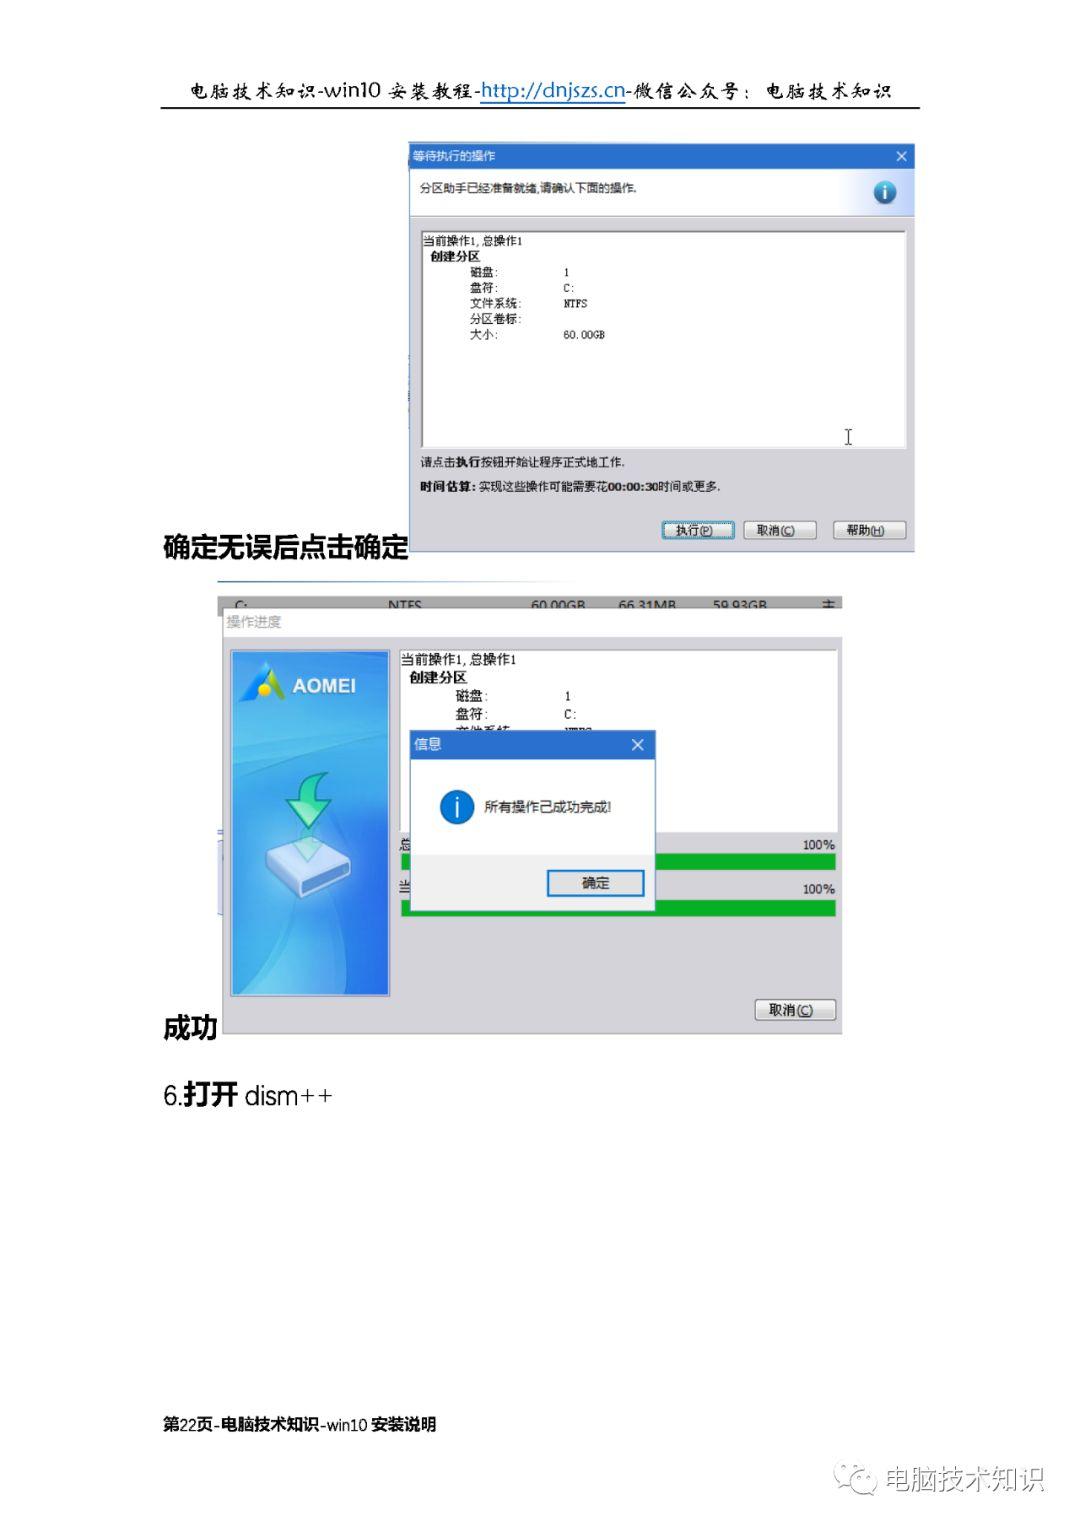 电脑技术知识-win10 安装教程-http://dnjszs.cn-微信公众号：电脑技术知识
等待执行的操作
分区助手已经准备就绪,请确认下面的操作.
当前操作1, 总操作1
创建分区
磁盘: 1
盘符: C:
文件系统: NTFS
分区卷标:
大小: 60.00GB
请点击执行按钮开始让程序正式地工作.
时间估算: 实现这些操作可能需要花00:00:30时间或更多.
执行(P) 取消(C) 帮助(H)
确定无误后点击确定
C: NTFS 60.00GB 66.31MB 59.93GB 主
操作进度
AOMEI
当前操作1, 总操作1
创建分区
磁盘: 1
盘符: C:
信息
所有操作已成功完成!
确定
总 100%
当 100%
取消(C)
成功
6.打开 dism++
第22页-电脑技术知识-win10 安装说明
电脑技术知识